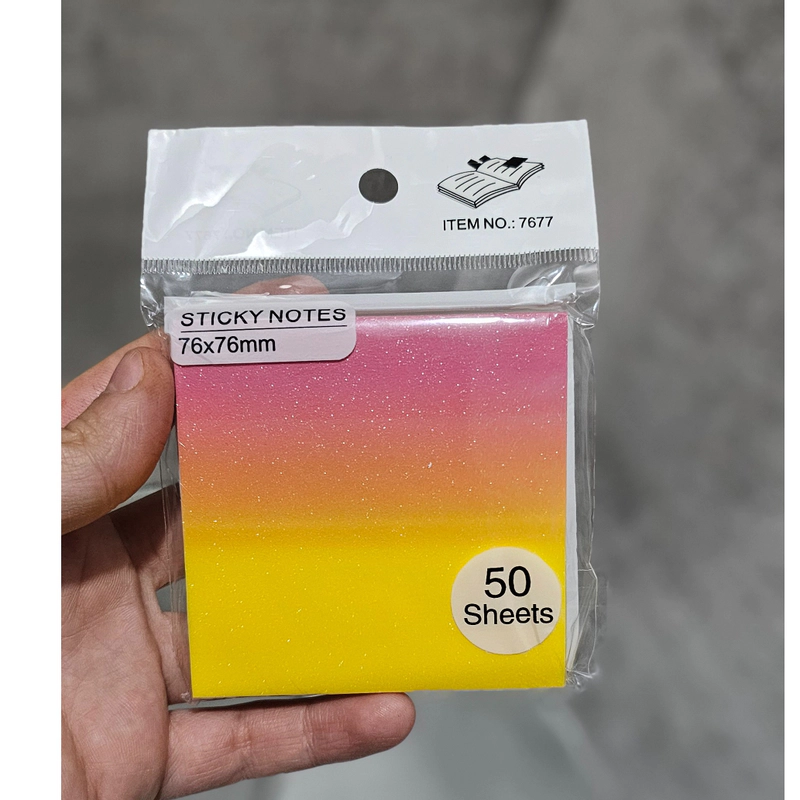 ITEM NO.: 7677
STICKY NOTES
76x76mm
50
Sheets